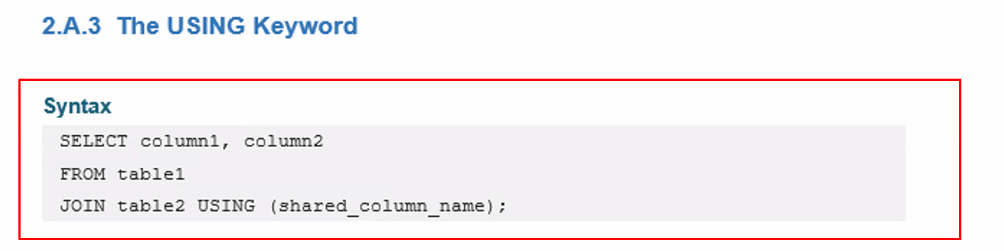 2.A.3 The USING Keyword
Syntax
SELECT column1, column2
FROM table1
JOIN table2 USING (shared_column_name);